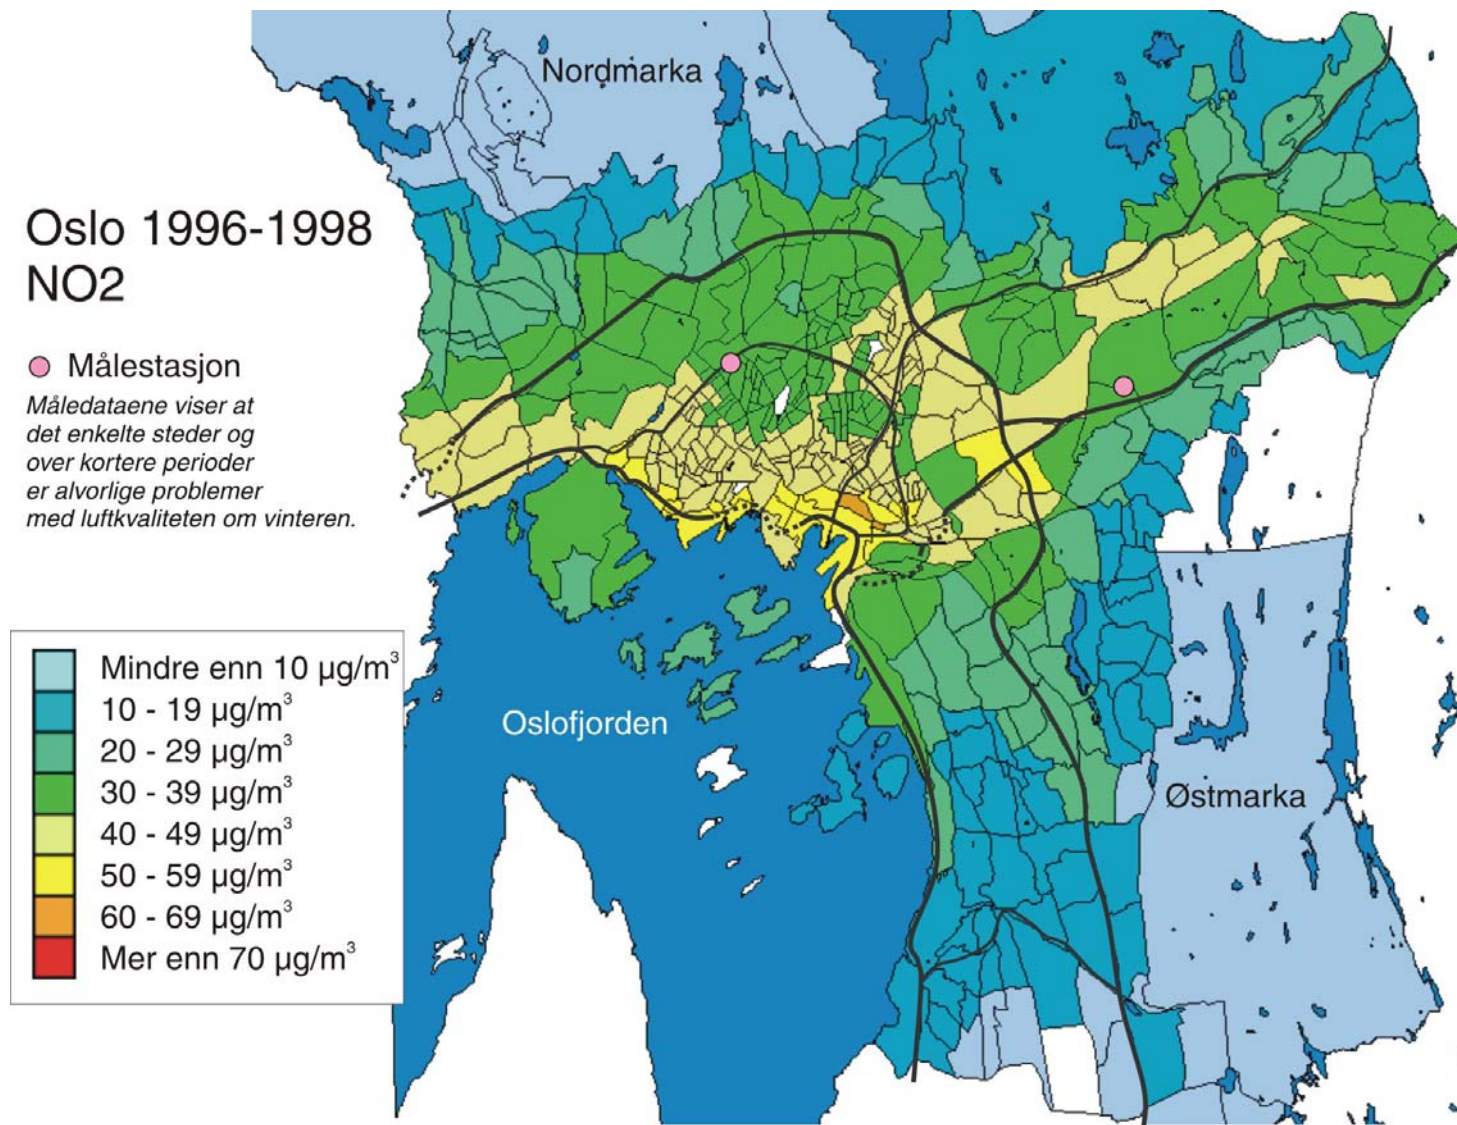 Nordmarka
Oslo 1996-1998
NO2
Målestasjon
Måledataene viser at
det enkelte steder og
over kortere perioder
er alvorlige problemer
med luftkvaliteten om vinteren.
Mindre enn 10 µg/m³
10 - 19 µg/m³
20 - 29 µg/m³
30 - 39 µg/m³
40 - 49 µg/m³
50 - 59 µg/m³
60 - 69 µg/m³
Mer enn 70 µg/m³
Oslofjorden
Østmarka